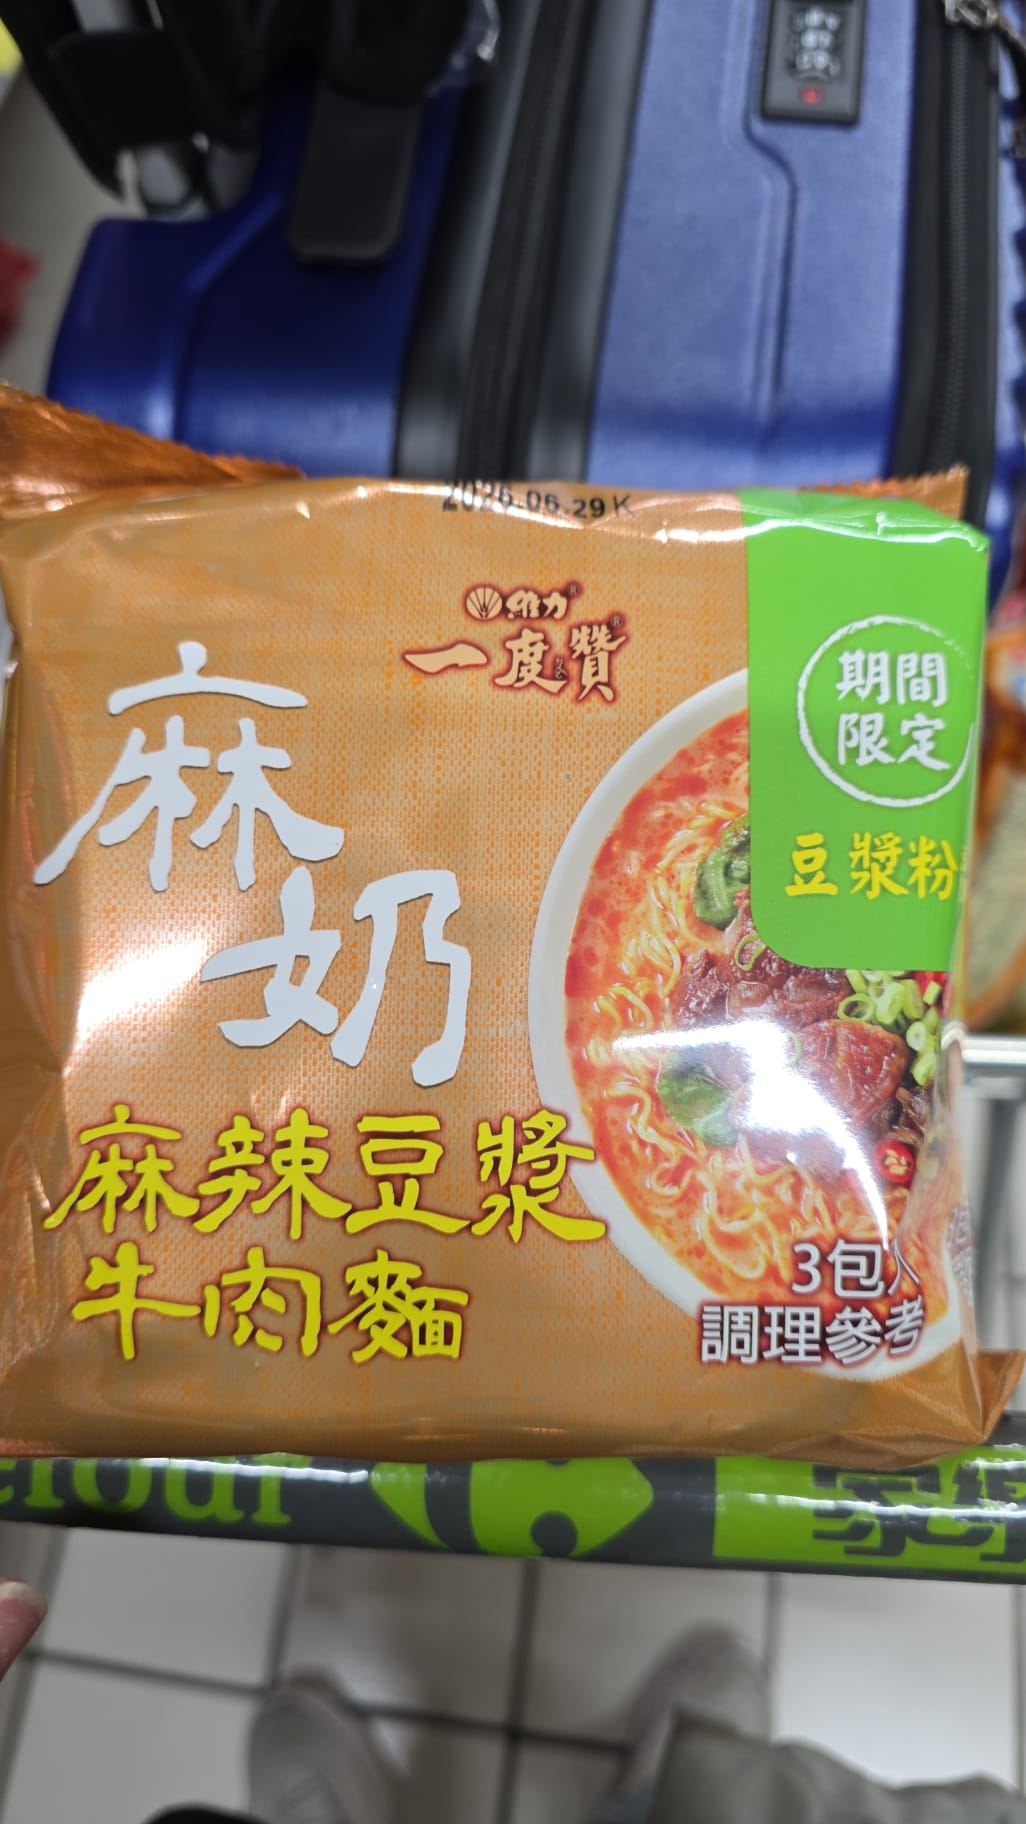 2026.06.29 K
維力®
一度贊®
期間
限定
豆漿粉
麻
奶
麻辣豆漿
牛肉麵
3包入
調理參考